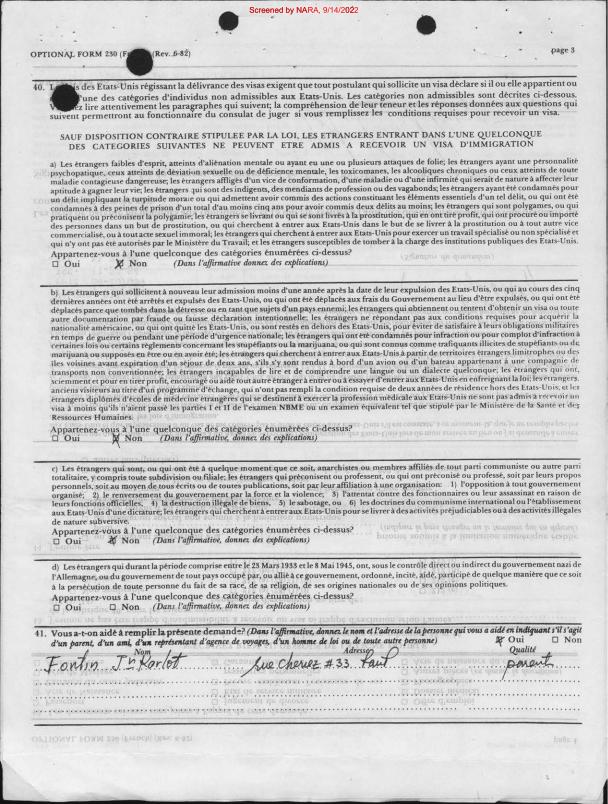 Screened by NARA, 9/14/2022
OPTIONAL FORM 230 (F (Rev. 6-82)
page 3
40. is des Etats-Unis régissant la délivrance des visas exigent que tout postulant qui sollicite un visa déclare si il ou elle appartient ou
'une des catégories d'individus non admissibles aux Etats-Unis. Les catégories non admissibles sont décrites ci-dessous.
ez lire attentivement les paragraphes qui suivent; la compréhension de leur teneur et les réponses données aux questions qui
suivent permettront au fonctionnaire du consulat de juger si vous remplissez les conditions requises pour recevoir un visa.
SAUF DISPOSITION CONTRAIRE STIPULEE PAR LA LOI, LES ETRANGERS ENTRANT DANS L'UNE QUELCONQUE
DES CATEGORIES SUIVANTES NE PEUVENT ETRE ADMIS A RECEVOIR UN VISA D'IMMIGRATION
a) Les étrangers faibles d'esprit, atteints d'aliénation mentale ou ayant eu une ou plusieurs attaques de folie; les étrangers ayant une personnalité
psychopatique, ceux atteints de déviation sexuelle ou de déficience mentale, les toxicomanes, les alcooliques chroniques ou ceux atteints de toute
maladie contagieuse dangereuse; les étrangers affligés d'un vice de conformation, d'une maladie ou d'une infirmité qui serait de nature à affecter leur
aptitude à gagner leur vie; les étrangers qui sont des indigents, des mendiants de profession ou des vagabonds; les étrangers ayant été condamnés pour
un délit impliquant la turpitude morale ou qui admettent avoir commis des actions constituant les éléments essentiels d'un tel délit, ou qui ont été
condamnés à des peines de prison d'un total d'au moins cinq ans pour avoir commis deux délits au moins; les étrangers qui sont polygames, ou qui
pratiquent ou préconisent la polygamie; les étrangers se livrant ou qui se sont livrés à la prostitution, qui en ont tiré profit, qui ont procuré ou importé
des personnes dans un but de prostitution, ou qui cherchent à entrer aux Etats-Unis dans le but de se livrer à la prostitution ou à tout autre vice
commercialisé, ou à tout acte sexuel immoral; les étrangers qui cherchent à entrer aux Etats-Unis pour exercer un travail spécialisé ou non spécialisé et
qui n'y ont pas été autorisés par le Ministère du Travail; et les étrangers susceptibles de tomber à la charge des institutions publiques des Etats-Unis.
Appartenez-vous à l'une quelconque des catégories énumérées ci-dessus?
☐ Oui ☒ Non (Dans l'affirmative donnez des explications)
b) Les étrangers qui sollicitent à nouveau leur admission moins d'une année après la date de leur expulsion des Etats-Unis, ou qui au cours des cinq
dernières années ont été arrêtés et expulsés des Etats-Unis, ou qui ont été déplacés aux frais du Gouvernement au lieu d'être expulsés, ou qui ont été
déplacés parce que tombés dans la détresse ou en tant que sujets d'un pays ennemi; les étrangers qui obtiennent ou tentent d'obtenir un visa ou toute
autre documentation par fraude ou fausse déclaration intentionnelle; les étrangers ne répondant pas aux conditions requises pour acquérir la
nationalité américaine, ou qui ont quitté les Etats-Unis, ou sont restés en dehors des Etats-Unis, pour éviter de satisfaire à leurs obligations militaires
en temps de guerre ou pendant une période d'urgence nationale; les étrangers qui ont été condamnés pour infraction ou pour complot d'infraction à
certaines lois ou certains règlements concernant les stupéfiants ou la marijuana, ou qui sont connus comme trafiquants illicites de stupéfiants ou de
marijuana ou supposés en être ou en avoir été; les étrangers qui cherchent à entrer aux Etats-Unis à partir de territoires étrangers limitrophes ou des
îles voisines avant expiration d'un séjour de deux ans, s'ils s'y sont rendus à bord d'un avion ou d'un bateau appartenant à une compagnie de
transports non conventionnée; les étrangers incapables de lire et de comprendre une langue ou un dialecte quelconque; les étrangers qui ont,
sciemment et pour en tirer profit, encouragé ou aidé tout autre étranger à entrer ou à essayer d'entrer aux Etats-Unis en enfreignant la loi; les étrangers,
anciens visiteurs au titre d'un programme d'échange, qui n'ont pas rempli la condition requise de deux années de résidence hors des Etats-Unis; et les
étrangers diplômés d'écoles de médecine étrangères qui se destinent à exercer la profession médicale aux Etats-Unis ne sont pas admis à recevoir un
visa à moins qu'ils n'aient passé les parties I et II de l'examen NBME ou un examen équivalent tel que stipulé par le Ministère de la Santé et des
Ressources Humaines.
Appartenez-vous à l'une quelconque des catégories énumérées ci-dessus?
☐ Oui ☒ Non (Dans l'affirmative, donnez des explications)
c) Les étrangers qui sont, ou qui ont été à quelque moment que ce soit, anarchistes ou membres affiliés de tout parti communiste ou autre parti
totalitaire, y compris toute subdivision ou filiale; les étrangers qui préconisent ou professent, ou qui ont préconisé ou professé, soit par leurs propos
personnels, soit au moyen de tous écrits ou de toutes publications, soit par leur affiliation à une organisation: 1) l'opposition à tout gouvernement
organisé; 2) le renversement du gouvernement par la force et la violence; 3) l'attentat contre des fonctionnaires ou leur assassinat en raison de
leurs fonctions officielles, 4) la destruction illégale de biens, 5) le sabotage, ou 6) les doctrines du communisme international ou l'établissement
aux Etats-Unis d'une dictature; les étrangers qui cherchent à entrer aux Etats-Unis pour se livrer à des activités préjudiciables ou à des activités illégales
de nature subversive.
Appartenez-vous à l'une quelconque des catégories énumérées ci-dessus?
☐ Oui ☒ Non (Dans l'affirmative, donnez des explications)
d) Les étrangers qui durant la période comprise entre le 23 Mars 1933 et le 8 Mai 1945, ont, sous le contrôle direct ou indirect du gouvernement nazi de
l'Allemagne, ou du gouvernement de tout pays occupé par, ou allié à ce gouvernement, ordonné, incité, aidé, participé de quelque manière que ce soit
à la persécution de toute personne du fait de sa race, de sa religion, de ses origines nationales ou de ses opinions politiques.
Appartenez-vous à l'une quelconque des catégories énumérées ci-dessus?
☐ Oui ☐ Non (Dans l'affirmative, donnez des explications)
41. Vous a-t-on aidé à remplir la présente demande? (Dans l'affirmative, donnez le nom et l'adresse de la personne qui vous a aidé en indiquant s'il s'agit
d'un parent, d'un ami, d'un représentant d'agence de voyages, d'un homme de loi ou de toute autre personne) ☒ Oui ☐ Non
Nom Adresse Qualité
Fontin Jn Karlot Rue Cheriez #33 parent